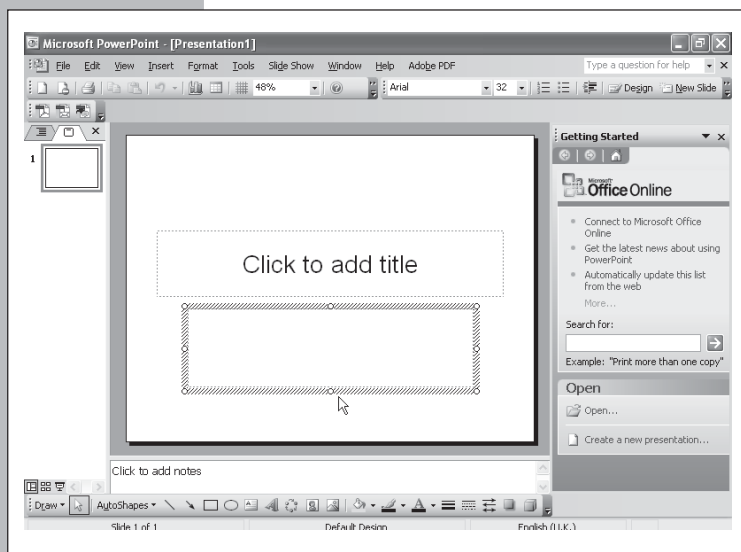 Microsoft PowerPoint - [Presentation1]
File Edit View Insert Format Tools Slide Show Window Help Adobe PDF Type a question for help
48% Arial 32 Design New Slide
Getting Started
1
Microsoft
Office Online
Connect to Microsoft Office
Online
Get the latest news about using
PowerPoint
Automatically update this list
from the web
More...
Click to add title
Search for:
Example: "Print more than one copy"
Open
Open...
Create a new presentation...
Click to add notes
Draw AutoShapes
Slide 1 of 1 Default Design English (U.K.)